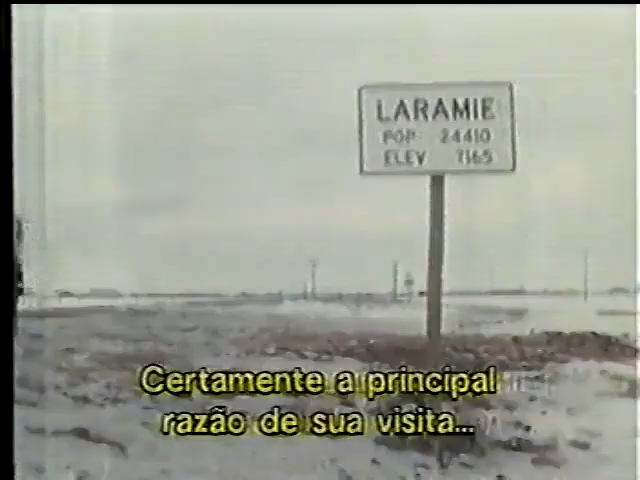 LARAMIE
POP 24410
ELEV 7165
Certamente a principal
razão de sua visita...